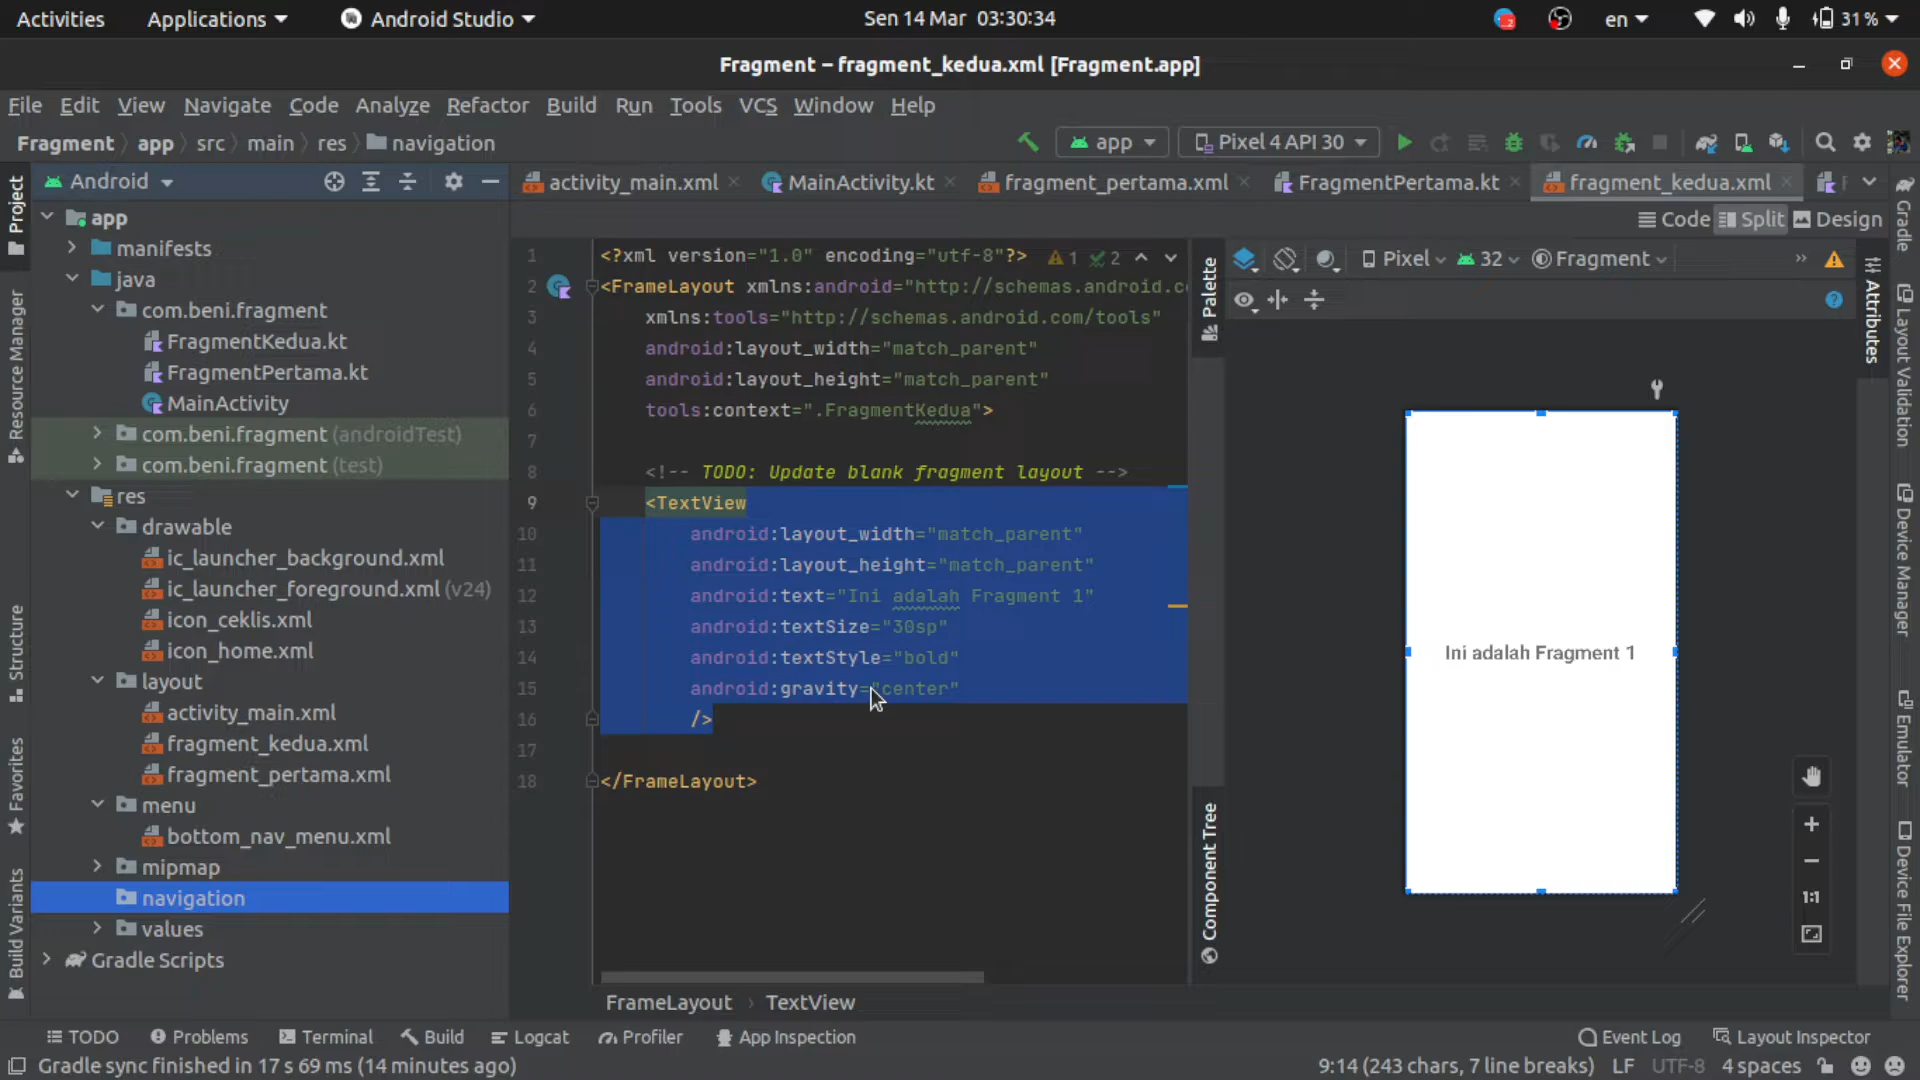 Activities Applications Android Studio Sen 14 Mar 03:30:34 en 31 %
Fragment – fragment_kedua.xml [Fragment.app]
File Edit View Navigate Code Analyze Refactor Build Run Tools VCS Window Help
Fragment app src main res navigation app Pixel 4 API 30
Android
activity_main.xml MainActivity.kt fragment_pertama.xml FragmentPertama.kt fragment_kedua.xml
Code Split Design
Project
Resource Manager
Structure
Favorites
Build Variants
app
manifests
java
com.beni.fragment
FragmentKedua.kt
FragmentPertama.kt
MainActivity
com.beni.fragment (androidTest)
com.beni.fragment (test)
res
drawable
ic_launcher_background.xml
ic_launcher_foreground.xml (v24)
icon_ceklis.xml
icon_home.xml
layout
activity_main.xml
fragment_kedua.xml
fragment_pertama.xml
menu
bottom_nav_menu.xml
mipmap
navigation
values
Gradle Scripts
1 <?xml version="1.0" encoding="utf-8"?> 1 2
2 <FrameLayout xmlns:android="http://schemas.android.c
3 xmlns:tools="http://schemas.android.com/tools"
4 android:layout_width="match_parent"
5 android:layout_height="match_parent"
6 tools:context=".FragmentKedua">
7
8 <!-- TODO: Update blank fragment layout -->
9 <TextView
10 android:layout_width="match_parent"
11 android:layout_height="match_parent"
12 android:text="Ini adalah Fragment 1"
13 android:textSize="30sp"
14 android:textStyle="bold"
15 android:gravity="center"
16 />
17
18 </FrameLayout>
FrameLayout TextView
Palette
Component Tree
Pixel 32 Fragment
Ini adalah Fragment 1
1:1
Attributes
Gradle
Layout Validation
Device Manager
Emulator
Device File Explorer
TODO Problems Terminal Build Logcat Profiler App Inspection Event Log Layout Inspector
Gradle sync finished in 17 s 69 ms (14 minutes ago) 9:14 (243 chars, 7 line breaks) LF UTF-8 4 spaces